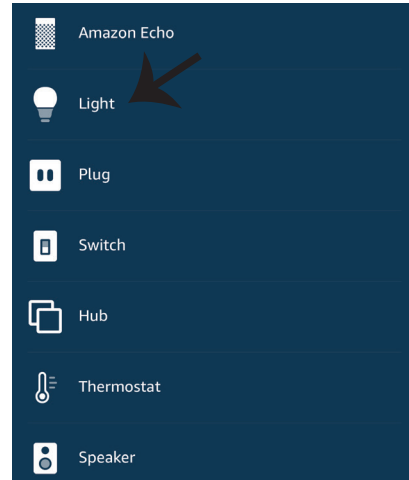 Amazon Echo
Light
Plug
Switch
Hub
Thermostat
Speaker